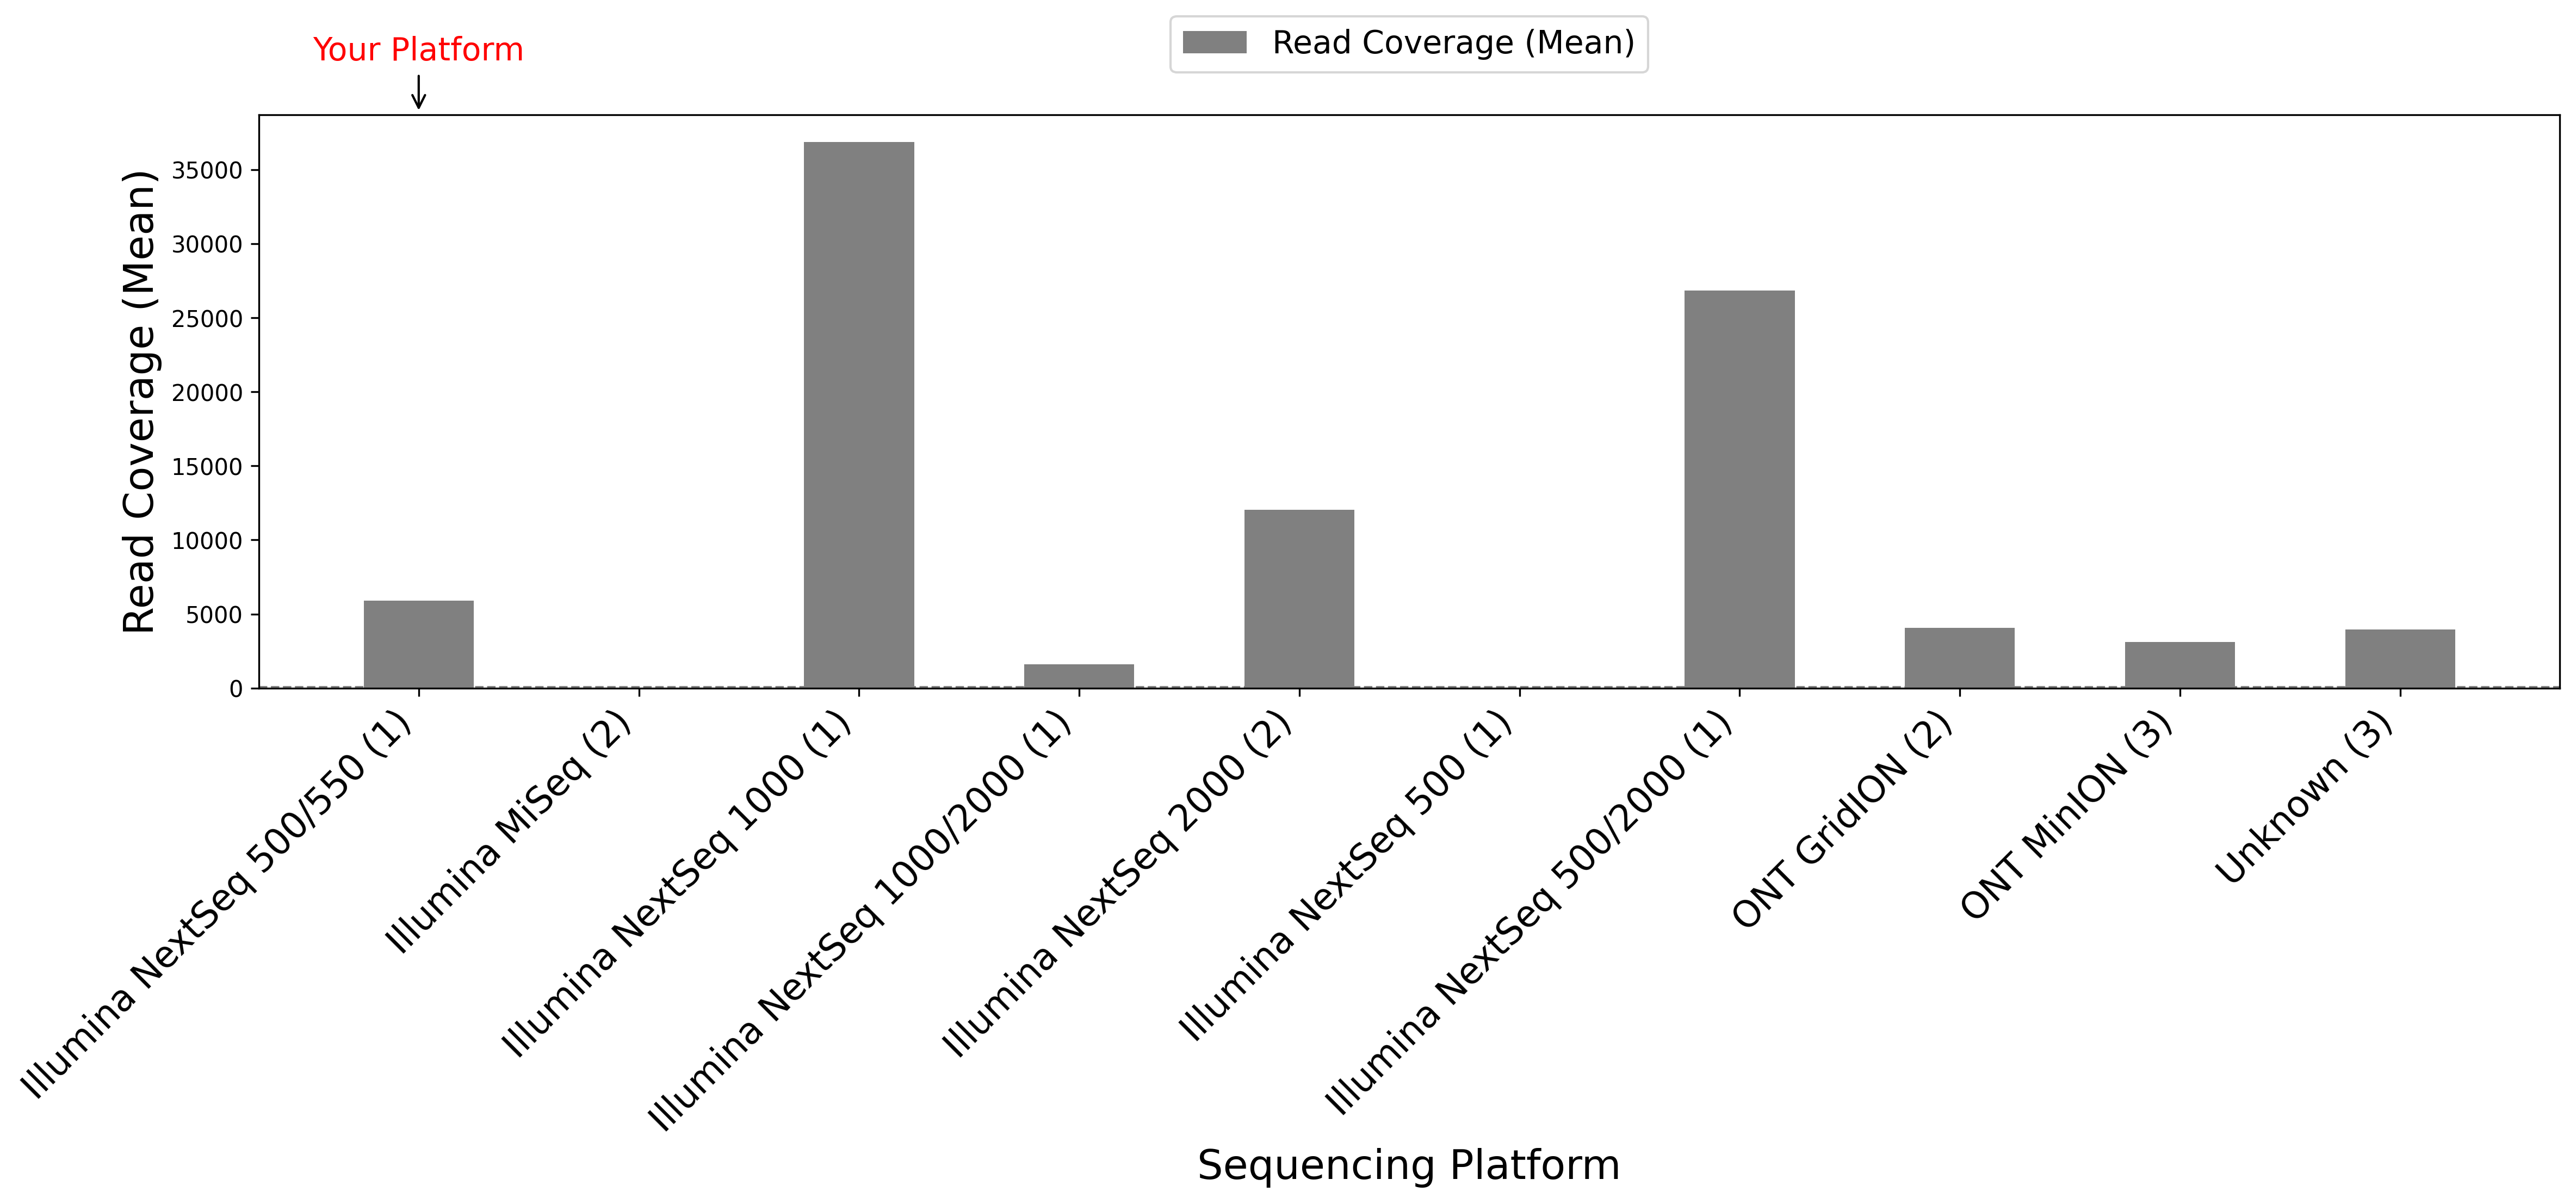 Your Platform
Read Coverage (Mean)
Read Coverage (Mean)
35000
30000
25000
20000
15000
10000
5000
0
Illumina NextSeq 500/550 (1)
Illumina MiSeq (2)
Illumina NextSeq 1000 (1)
Illumina NextSeq 1000/2000 (1)
Illumina NextSeq 2000 (2)
Illumina NextSeq 500 (1)
Illumina NextSeq 500/2000 (1)
ONT GridION (2)
ONT MinION (3)
Unknown (3)
Sequencing Platform